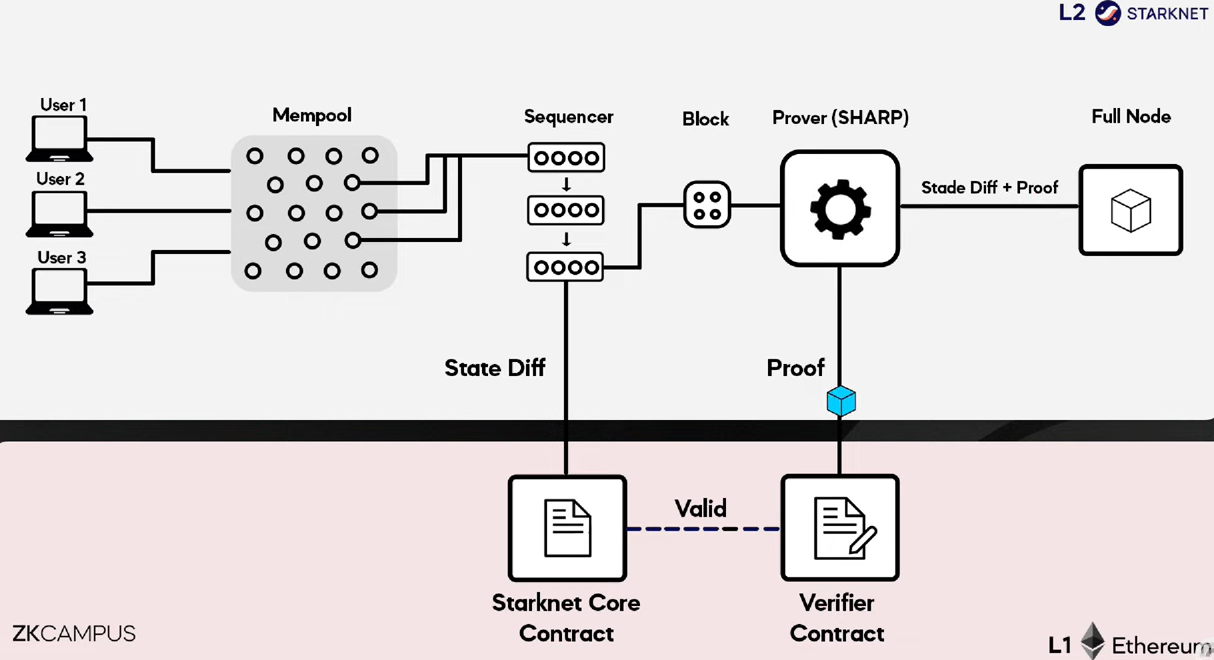 L2 STARKNET
User 1
User 2
User 3
Mempool
Sequencer
Block
Prover (SHARP)
Full Node
Stade Diff + Proof
State Diff
Proof
Valid
Starknet Core
Contract
Verifier
Contract
ZKCAMPUS
L1 Ethereum